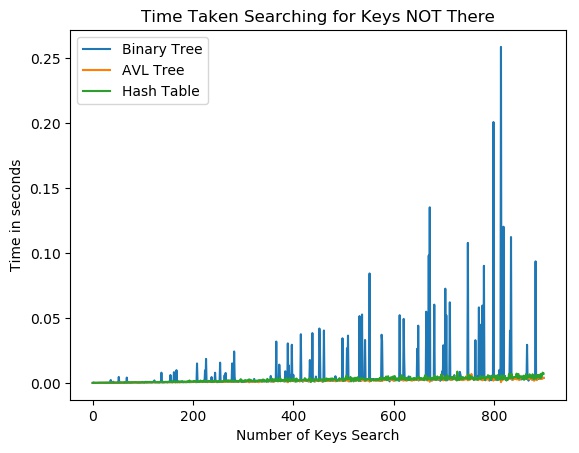 Time Taken Searching for Keys NOT There
Binary Tree
AVL Tree
Hash Table
Time in seconds
0.25
0.20
0.15
0.10
0.05
0.00
0 200 400 600 800
Number of Keys Search